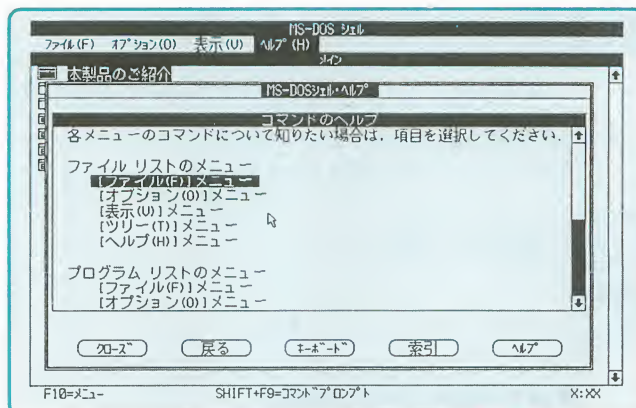 MS-DOS シェル
ファイル(F) オプション(O) 表示(V) ヘルプ(H)
メイン
本製品のご紹介
MS-DOSシェル・ヘルプ
コマンドのヘルプ
各メニューのコマンドについて知りたい場合は，項目を選択してください．
ファイル リストのメニュー
[ファイル(F)]メニュー
[オプション(O)]メニュー
[表示(V)]メニュー
[ツリー(T)]メニュー
[ヘルプ(H)]メニュー
プログラム リストのメニュー
[ファイル(F)]メニュー
[オプション(O)]メニュー
クローズ 戻る キーボード 索引 ヘルプ
F10=メニュー SHIFT+F9=コマンドプロンプト X:XX